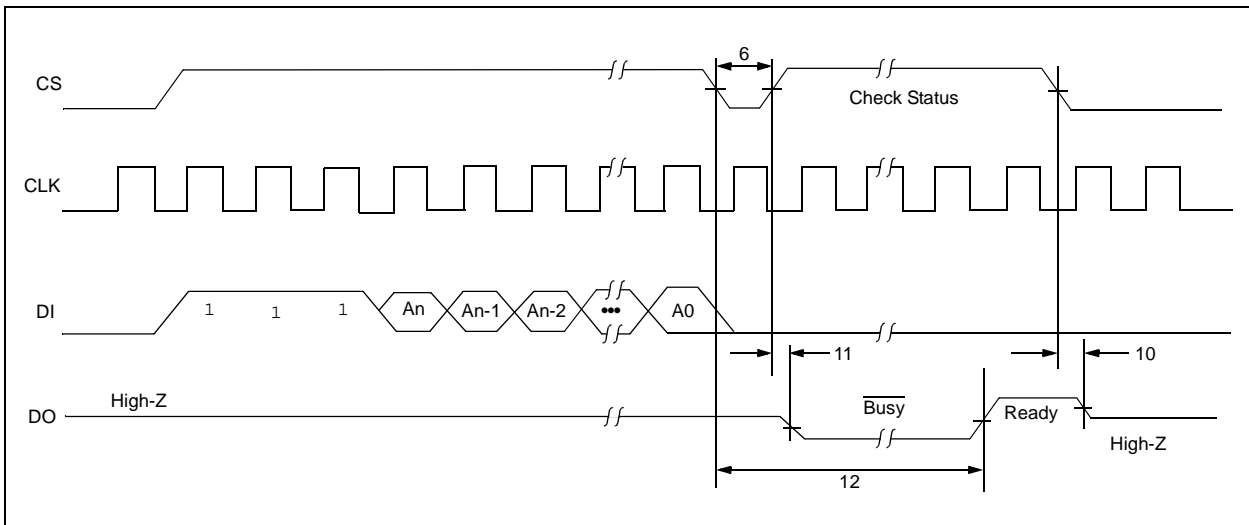 6
CS
Check Status
CLK
DI
1 1 1 An An-1 An-2 ••• A0
11
10
High-Z
DO
Busy
Ready
High-Z
12